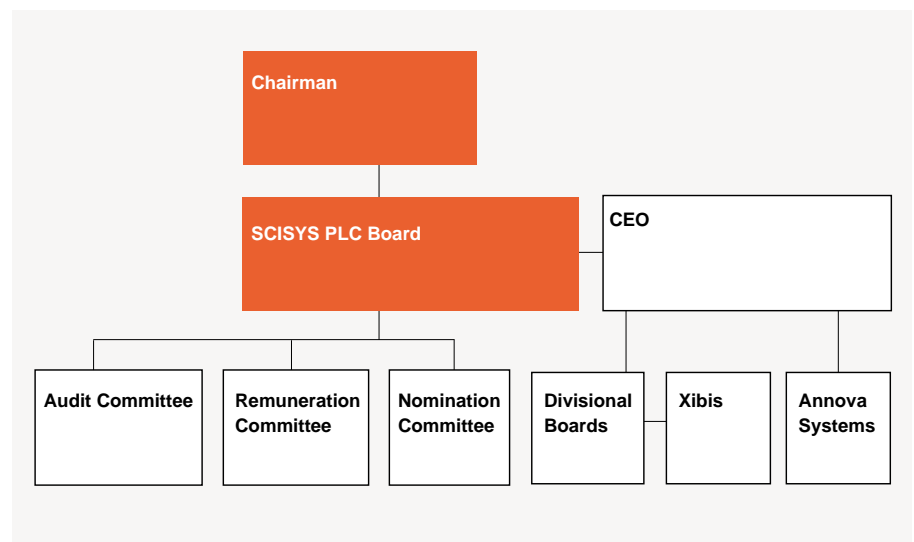 Chairman
SCISYS PLC Board
CEO
Audit Committee
Remuneration
Committee
Nomination
Committee
Divisional
Boards
Xibis
Annova
Systems